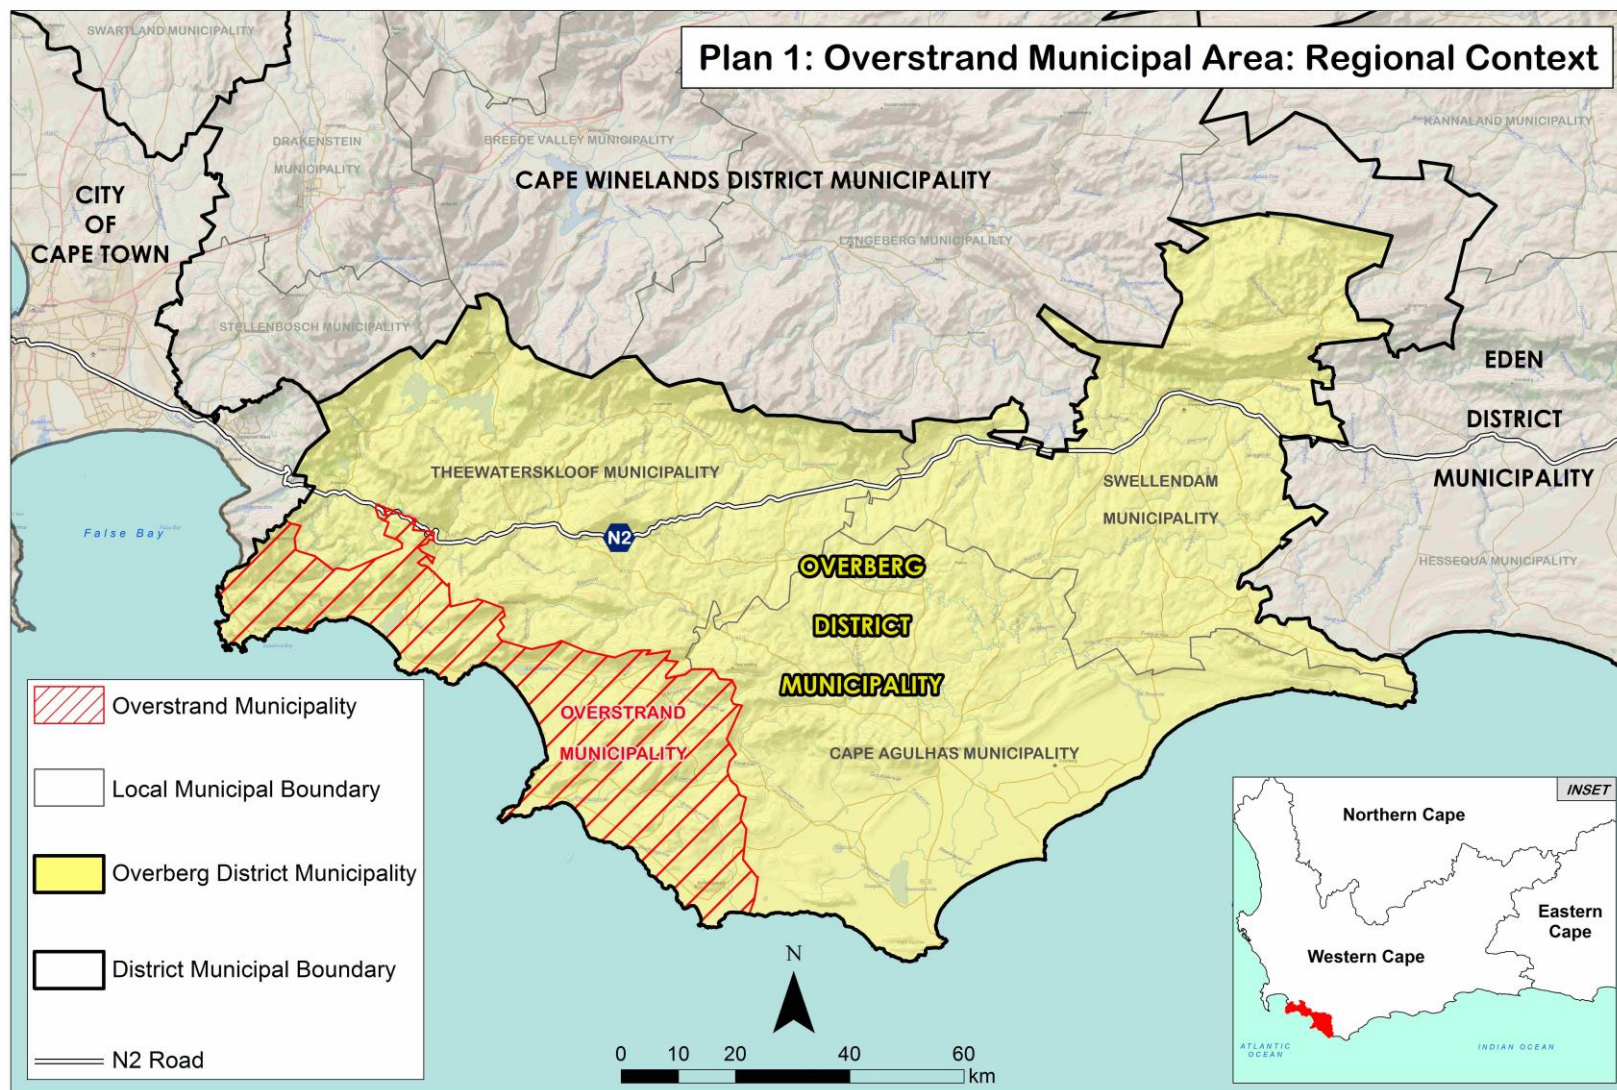 Plan 1: Overstrand Municipal Area: Regional Context
SWARTLAND MUNICIPALITY
DRAKENSTEIN
MUNICIPALITY
BREEDE VALLEY MUNICIPALITY
KANNALAND MUNICIPALITY
CITY
OF
CAPE TOWN
CAPE WINELANDS DISTRICT MUNICIPALITY
LANGEBERG MUNICIPALILTY
STELLENBOSCH MUNICIPALITY
EDEN
DISTRICT
MUNICIPALITY
THEEWATERSKLOOF MUNICIPALITY
SWELLENDAM
MUNICIPALITY
False Bay
N2
HESSEQUA MUNICIPALITY
OVERBERG
DISTRICT
MUNICIPALITY
OVERSTRAND
MUNICIPALITY
CAPE AGULHAS MUNICIPALITY
Overstrand Municipality
Local Municipal Boundary
Overberg District Municipality
District Municipal Boundary
N2 Road
N
0 10 20 40 60
km
INSET
Northern Cape
Eastern
Cape
Western Cape
ATLANTIC
OCEAN
INDIAN OCEAN